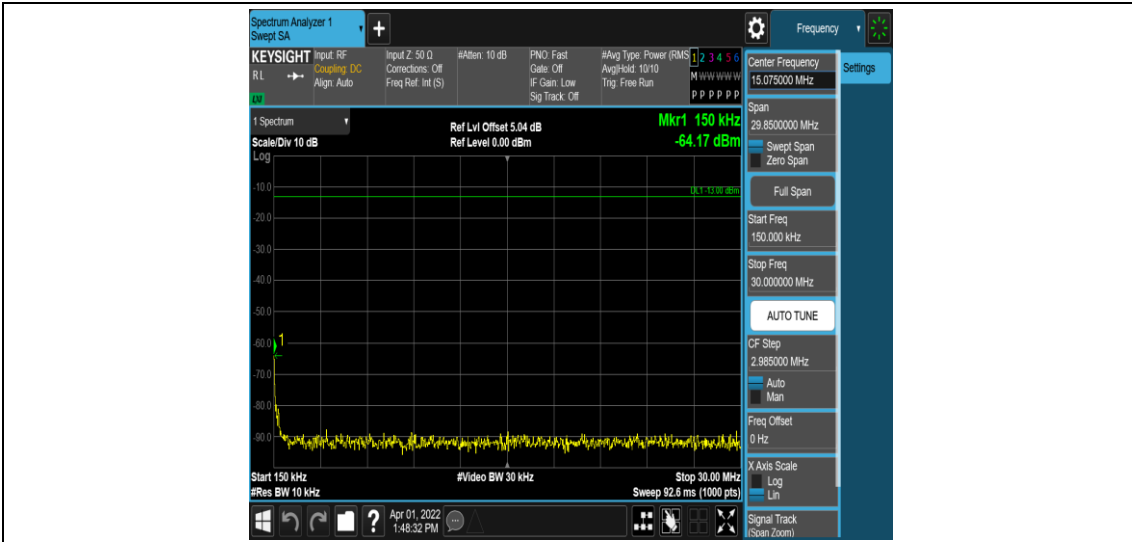 Spectrum Analyzer 1
Swept SA
Frequency
KEYSIGHT
Input: RF
Input Z: 50 Ω
#Atten: 10 dB
PNO: Fast
#Avg Type: Power (RMS
1 2 3 4 5 6
R L
Coupling: DC
Corrections: Off
Gate: Off
Avg|Hold: 10/10
M W W W W W
Align: Auto
Freq Ref: Int (S)
IF Gain: Low
Trig: Free Run
Sig Track: Off
P P P P P P
1 Spectrum
Ref Lvl Offset 5.04 dB
Mkr1 150 kHz
Scale/Div 10 dB
Ref Level 0.00 dBm
-64.17 dBm
Log
DL1 -13.00 dBm
-10.0
-20.0
-30.0
-40.0
-50.0
-60.0
1
-70.0
-80.0
-90.0
Start 150 kHz
#Video BW 30 kHz
Stop 30.00 MHz
#Res BW 10 kHz
Sweep 92.6 ms (1000 pts)
Apr 01, 2022
1:48:32 PM
Center Frequency
15.075000 MHz
Settings
Span
29.8500000 MHz
Swept Span
Zero Span
Full Span
Start Freq
150.000 kHz
Stop Freq
30.000000 MHz
AUTO TUNE
CF Step
2.985000 MHz
Auto
Man
Freq Offset
0 Hz
X Axis Scale
Log
Lin
Signal Track
(Span Zoom)